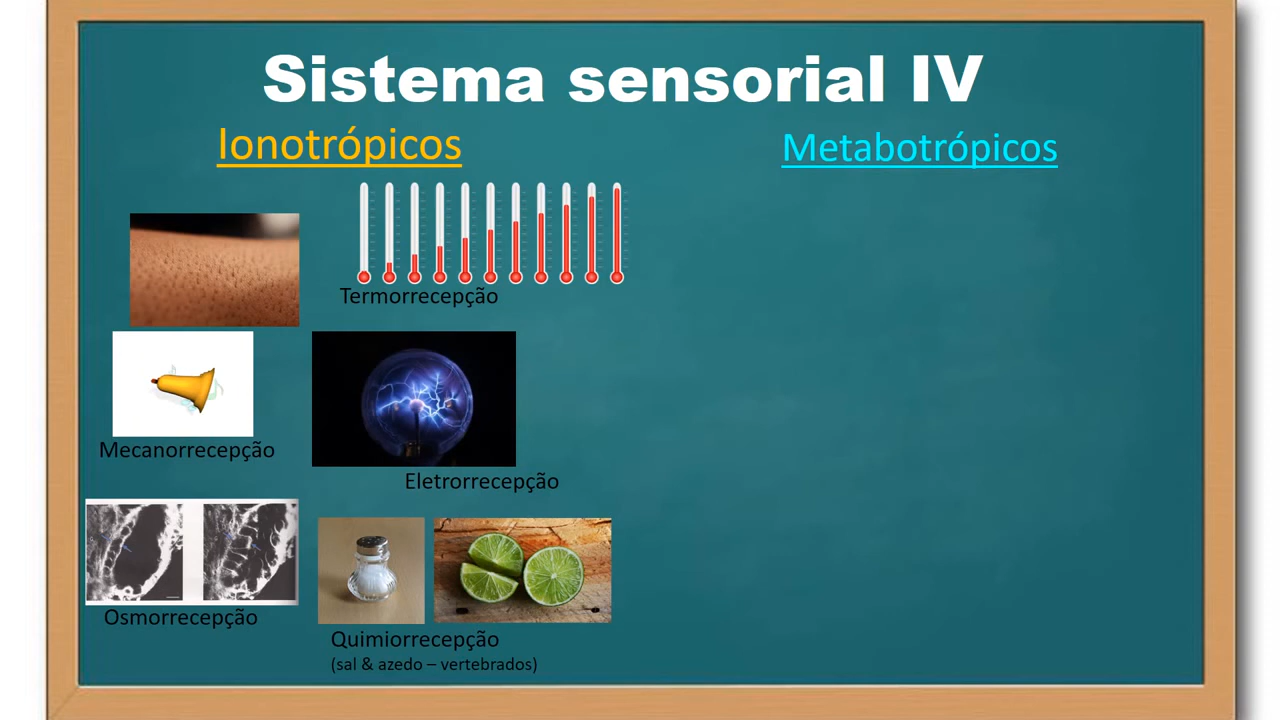 Sistema sensorial IV
Ionotrópicos
Metabotrópicos
Termorrecepção
Mecanorrecepção
Eletrorrecepção
Osmorrecepção
Quimiorrecepção
(sal & azedo – vertebrados)